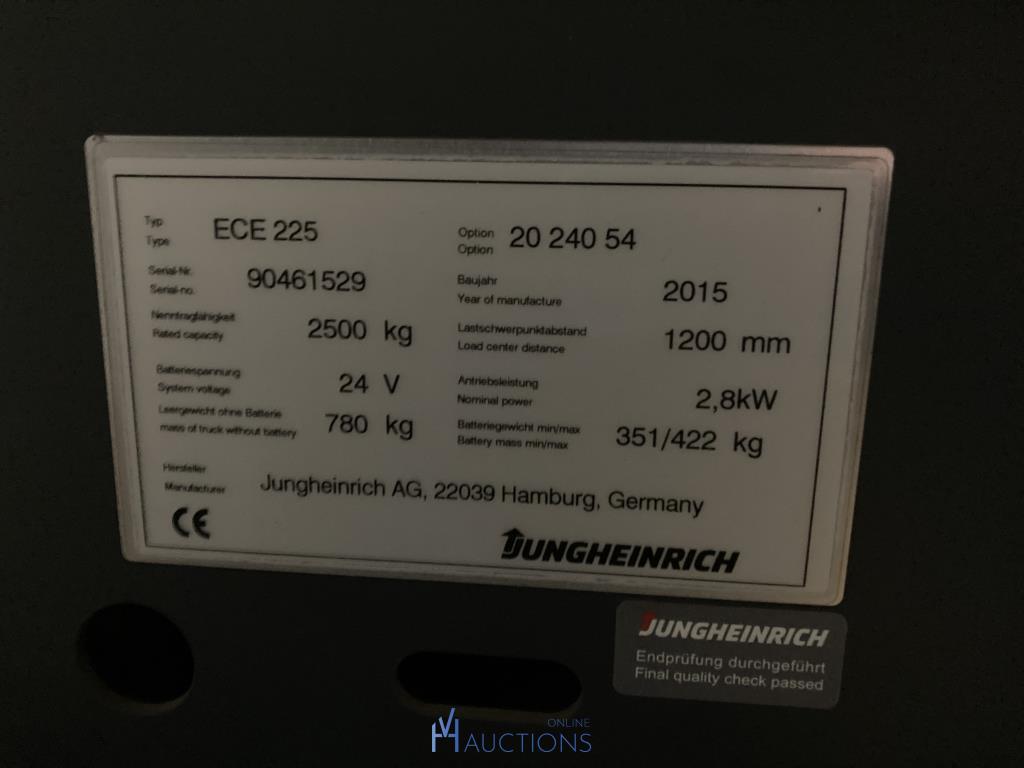 Typ
Type
ECE 225
Option
Option
20 240 54
Serial-Nr.
Serial-no.
90461529
Baujahr
Year of manufacture
2015
Nenntragfähigkeit
Rated capacity
2500 kg
Lastschwerpunktabstand
Load center distance
1200 mm
Batteriespannung
System voltage
24 V
Antriebsleistung
Nominal power
2,8kW
Leergewicht ohne Batterie
mass of truck without battery
780 kg
Batteriegewicht min/max
Battery mass min/max
351/422 kg
Hersteller
Manufacturer
Jungheinrich AG, 22039 Hamburg, Germany
CE
JUNGHEINRICH
JUNGHEINRICH
Endprüfung durchgeführt
Final quality check passed
VH ONLINE
AUCTIONS